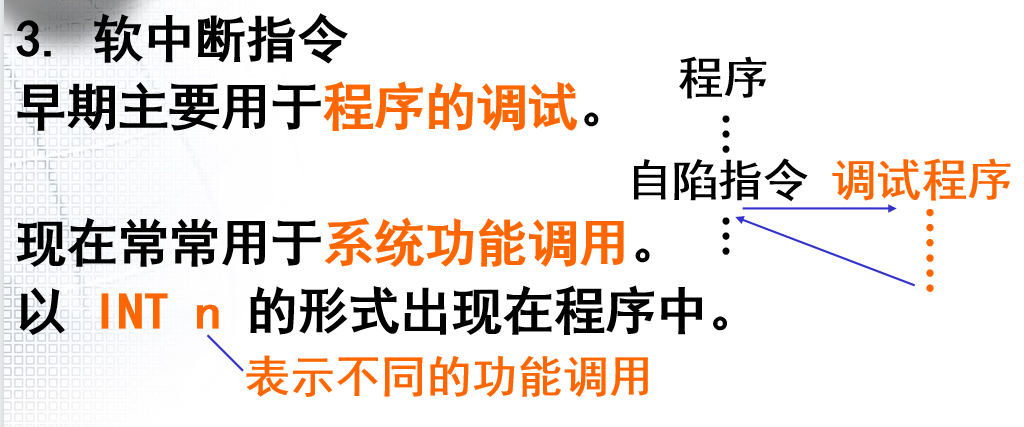 3. 软中断指令
早期主要用于程序的调试。
现在常常用于系统功能调用。
以 INT n 的形式出现在程序中。
表示不同的功能调用
程序
自陷指令 调试程序